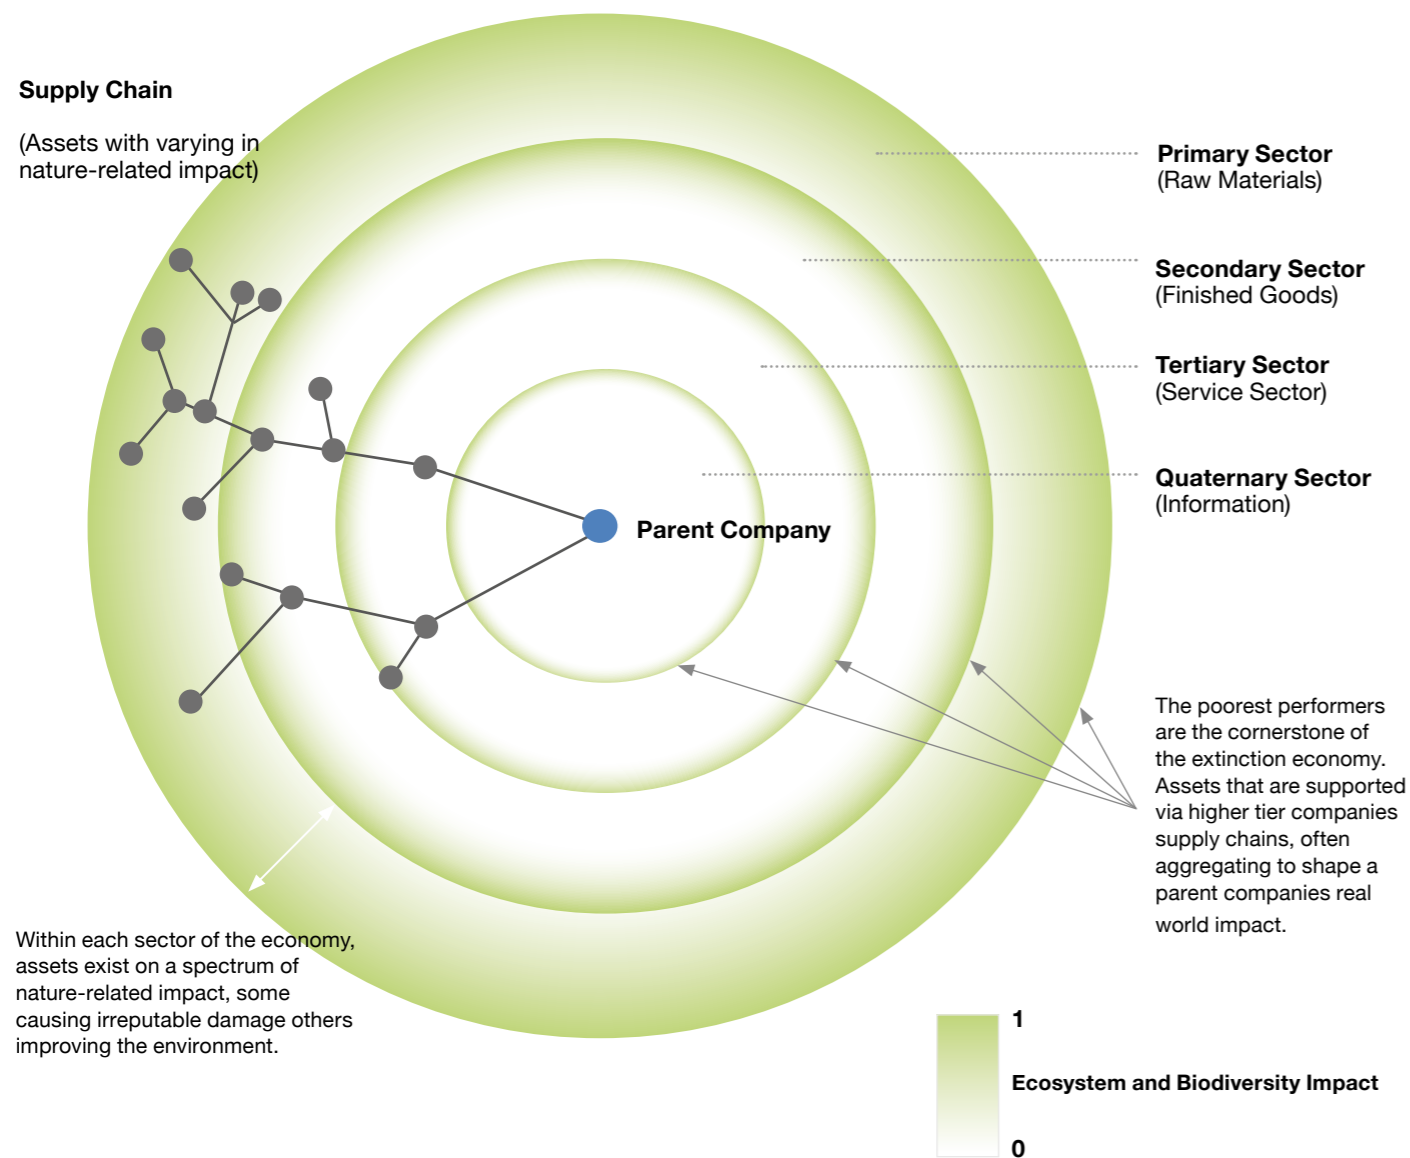 Supply Chain
(Assets with varying in
nature-related impact)
Primary Sector
(Raw Materials)
Secondary Sector
(Finished Goods)
Tertiary Sector
(Service Sector)
Quaternary Sector
(Information)
Parent Company
The poorest performers
are the cornerstone of
the extinction economy.
Assets that are supported
via higher tier companies
supply chains, often
aggregating to shape a
parent companies real
world impact.
Within each sector of the economy,
assets exist on a spectrum of
nature-related impact, some
causing irreputable damage others
improving the environment.
1
Ecosystem and Biodiversity Impact
0